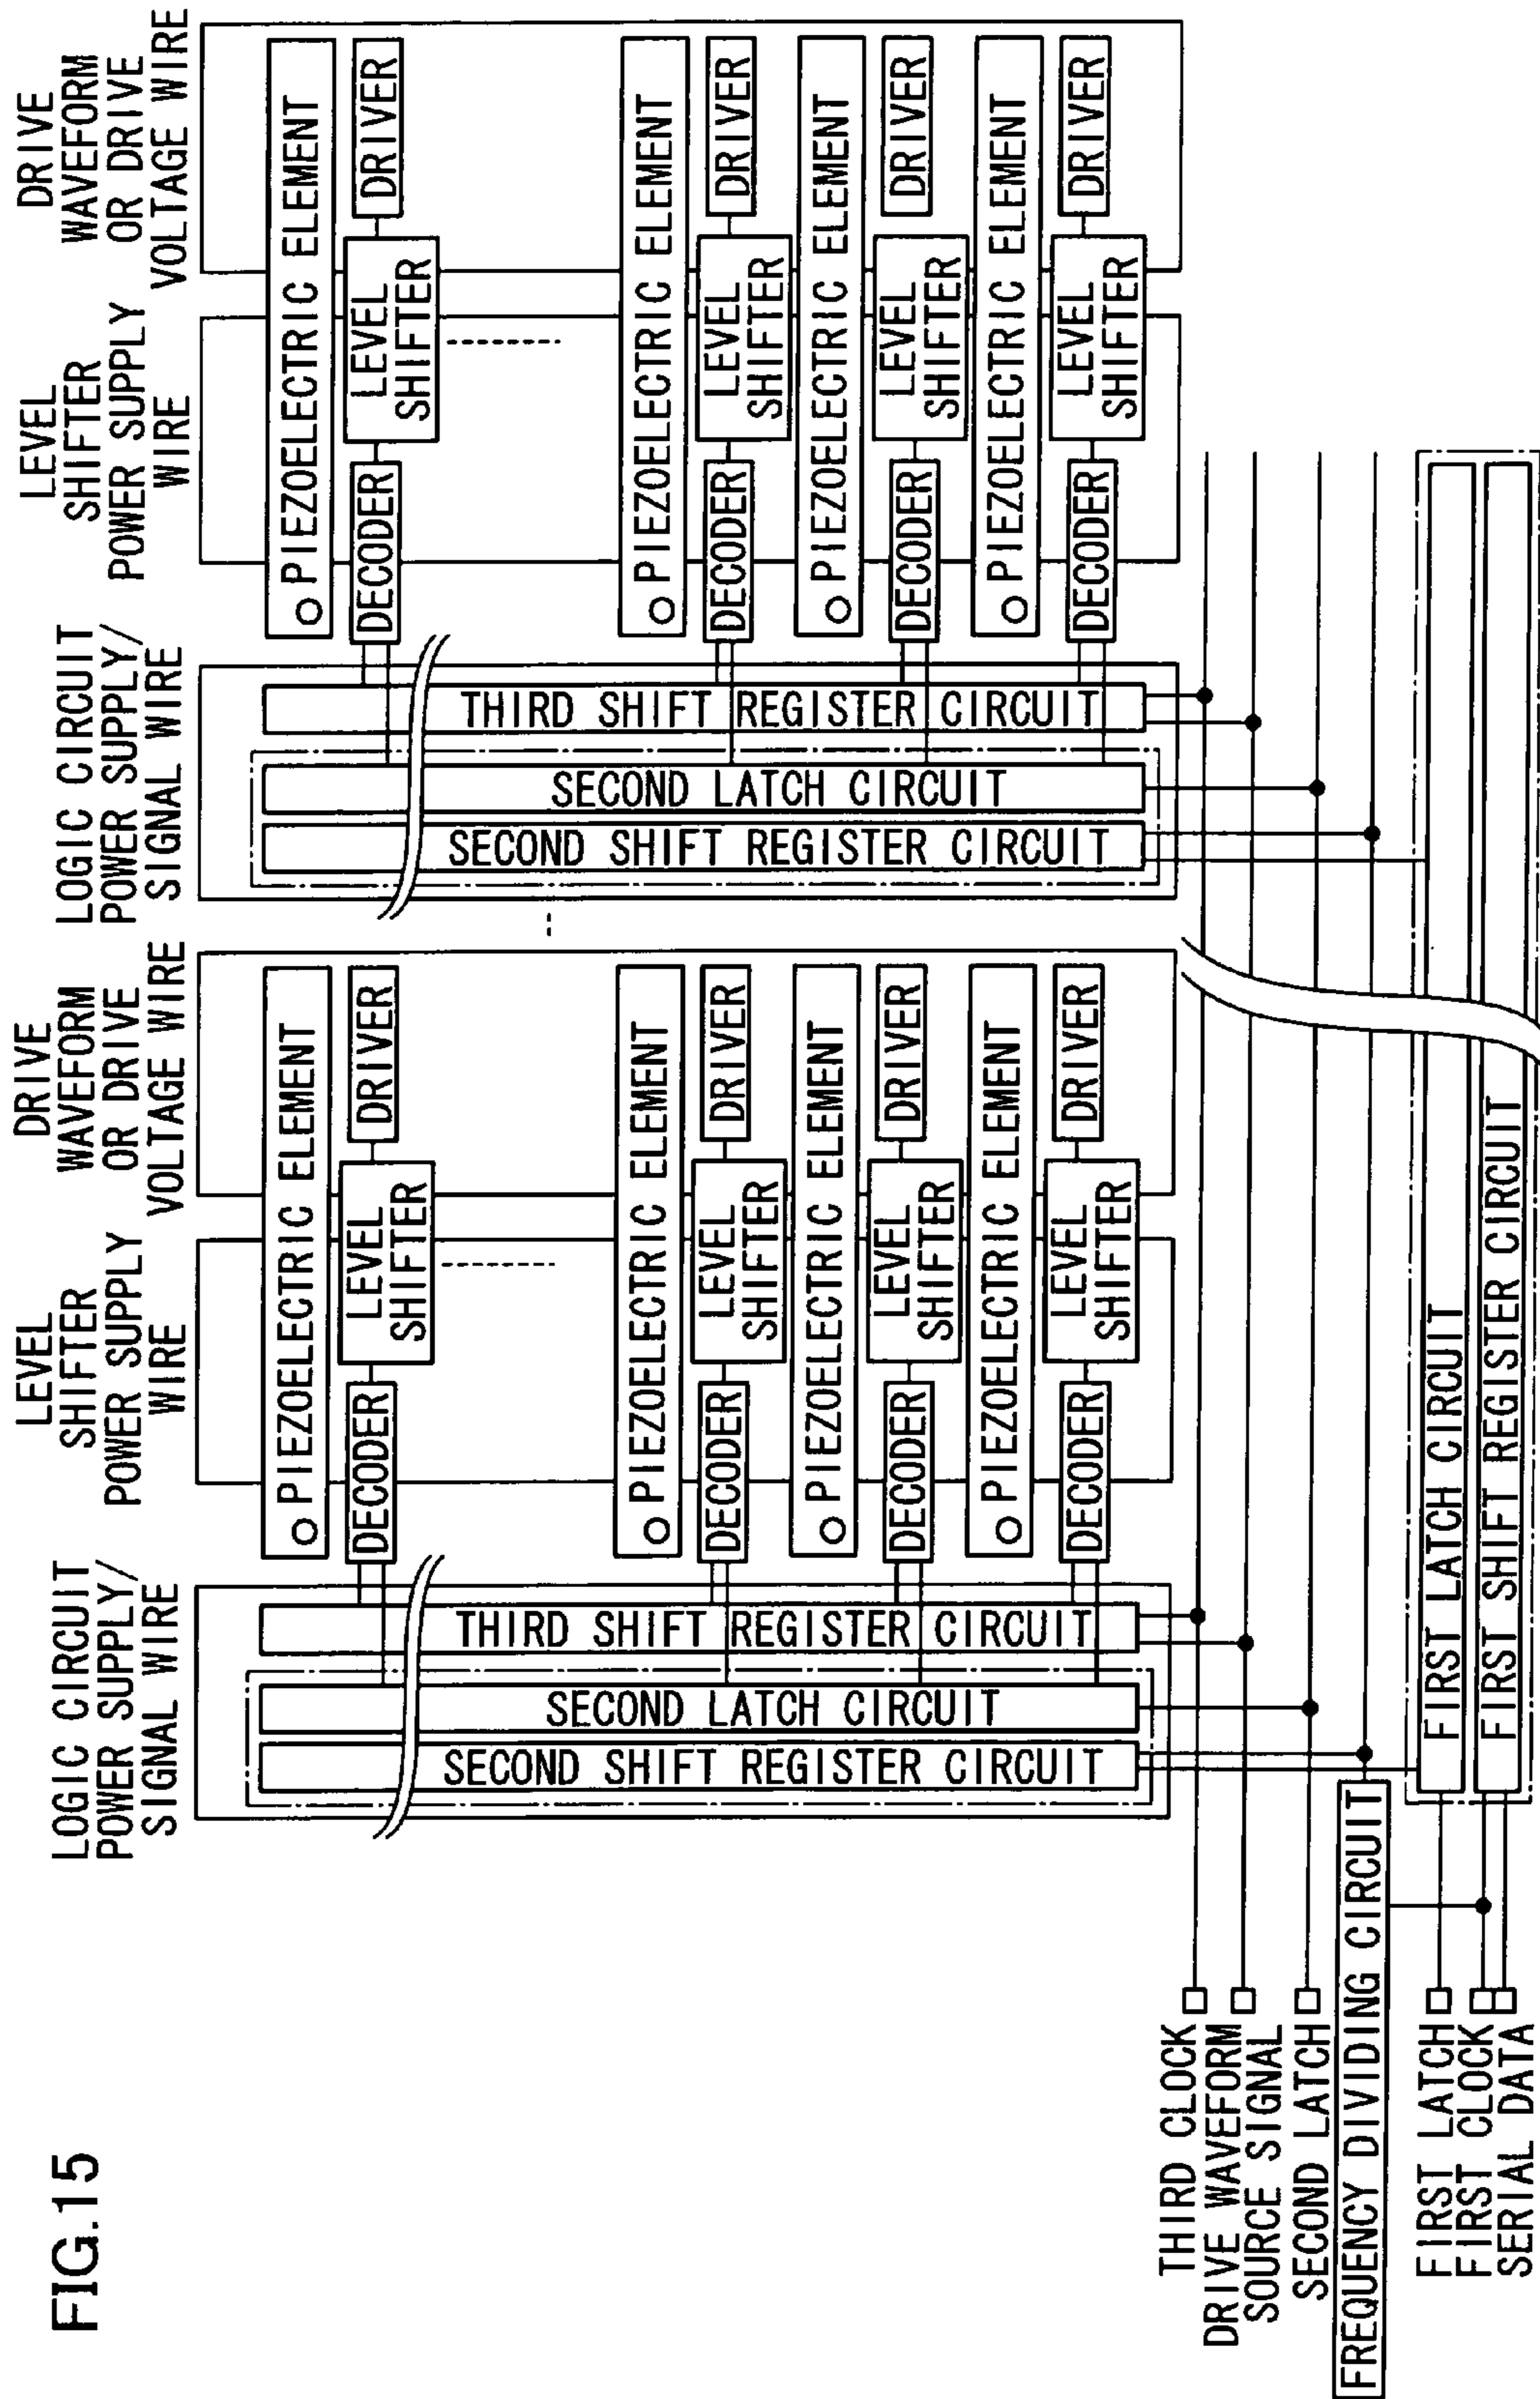 FIG.15
LOGIC CIRCUIT
POWER SUPPLY/
SIGNAL WIRE
LEVEL
SHIFTER
POWER SUPPLY
WIRE
DRIVE
WAVEFORM
OR DRIVE
VOLTAGE WIRE
LOGIC CIRCUIT
POWER SUPPLY/
SIGNAL WIRE
LEVEL
SHIFTER
POWER SUPPLY
WIRE
DRIVE
WAVEFORM
OR DRIVE
VOLTAGE WIRE
PIEZOELECTRIC ELEMENT
DECODER
LEVEL
SHIFTER
DRIVER
PIEZOELECTRIC ELEMENT
DECODER
LEVEL
SHIFTER
DRIVER
PIEZOELECTRIC ELEMENT
DECODER
LEVEL
SHIFTER
DRIVER
PIEZOELECTRIC ELEMENT
DECODER
LEVEL
SHIFTER
DRIVER
THIRD SHIFT REGISTER CIRCUIT
SECOND LATCH CIRCUIT
SECOND SHIFT REGISTER CIRCUIT
PIEZOELECTRIC ELEMENT
DECODER
LEVEL
SHIFTER
DRIVER
PIEZOELECTRIC ELEMENT
DECODER
LEVEL
SHIFTER
DRIVER
PIEZOELECTRIC ELEMENT
DECODER
LEVEL
SHIFTER
DRIVER
PIEZOELECTRIC ELEMENT
DECODER
LEVEL
SHIFTER
DRIVER
THIRD SHIFT REGISTER CIRCUIT
SECOND LATCH CIRCUIT
SECOND SHIFT REGISTER CIRCUIT
THIRD CLOCK
DRIVE WAVEFORM
SOURCE SIGNAL
SECOND LATCH
FREQUENCY DIVIDING CIRCUIT
FIRST LATCH
FIRST CLOCK
SERIAL DATA
FIRST LATCH CIRCUIT
FIRST SHIFT REGISTER CIRCUIT